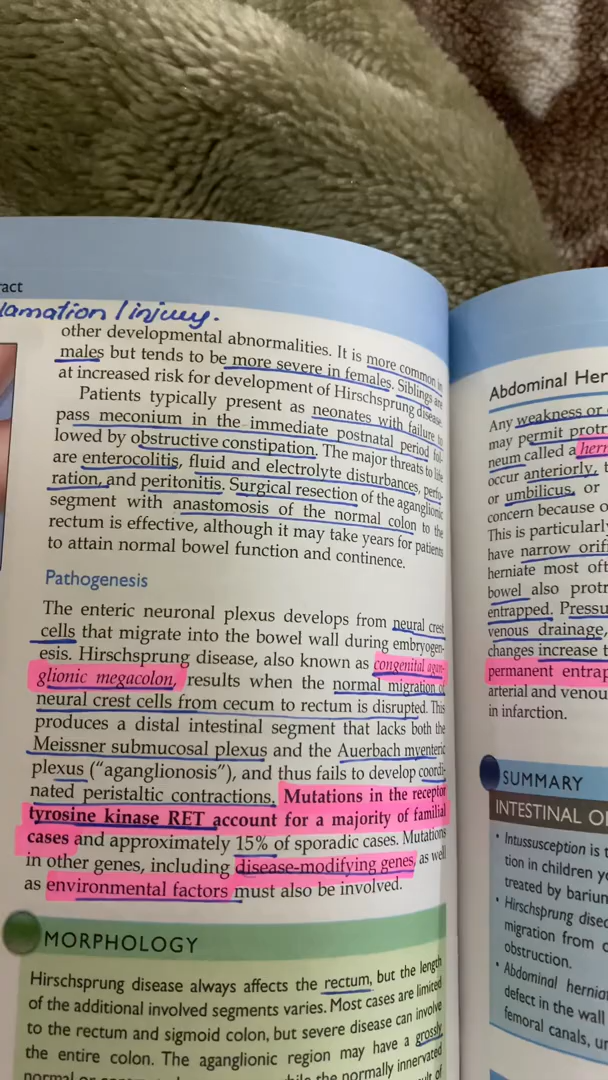 ract
lamation / injury.
other developmental abnormalities. It is more common in
males but tends to be more severe in females. Siblings are
at increased risk for development of Hirschsprung disease.
Patients typically present as neonates with failure to
pass meconium in the immediate postnatal period fol-
lowed by obstructive constipation. The major threats to life
are enterocolitis, fluid and electrolyte disturbances, perfo-
ration, and peritonitis. Surgical resection of the aganglionic
segment with anastomosis of the normal colon to the
rectum is effective, although it may take years for patients
to attain normal bowel function and continence.
Pathogenesis
The enteric neuronal plexus develops from neural crest
cells that migrate into the bowel wall during embryogen-
esis. Hirschsprung disease, also known as congenital agan-
glionic megacolon, results when the normal migration of
neural crest cells from cecum to rectum is disrupted. This
produces a distal intestinal segment that lacks both the
Meissner submucosal plexus and the Auerbach myenteric
plexus ("aganglionosis"), and thus fails to develop coordi-
nated peristaltic contractions. Mutations in the receptor
tyrosine kinase RET account for a majority of familial
cases and approximately 15% of sporadic cases. Mutations
in other genes, including disease-modifying genes, as well
as environmental factors must also be involved.
MORPHOLOGY
Hirschsprung disease always affects the rectum, but the length
of the additional involved segments varies. Most cases are limited
to the rectum and sigmoid colon, but severe disease can involve
the entire colon. The aganglionic region may have a grossly
the normally innervated
Abdominal Her
Any weakness or
may permit protr
neum called a her
occur anteriorly, t
or umbilicus, or
concern because o
This is particularly
have narrow orif
herniate most oft
bowel also protr
entrapped. Pressu
venous drainage,
changes increase t
permanent entrap
arterial and venou
in infarction.
SUMMARY
INTESTINAL O
• Intussusception is t
tion in children y
treated by bariun
• Hirschsprung disec
migration from c
obstruction.
• Abdominal hernia
defect in the wall
femoral canals, u